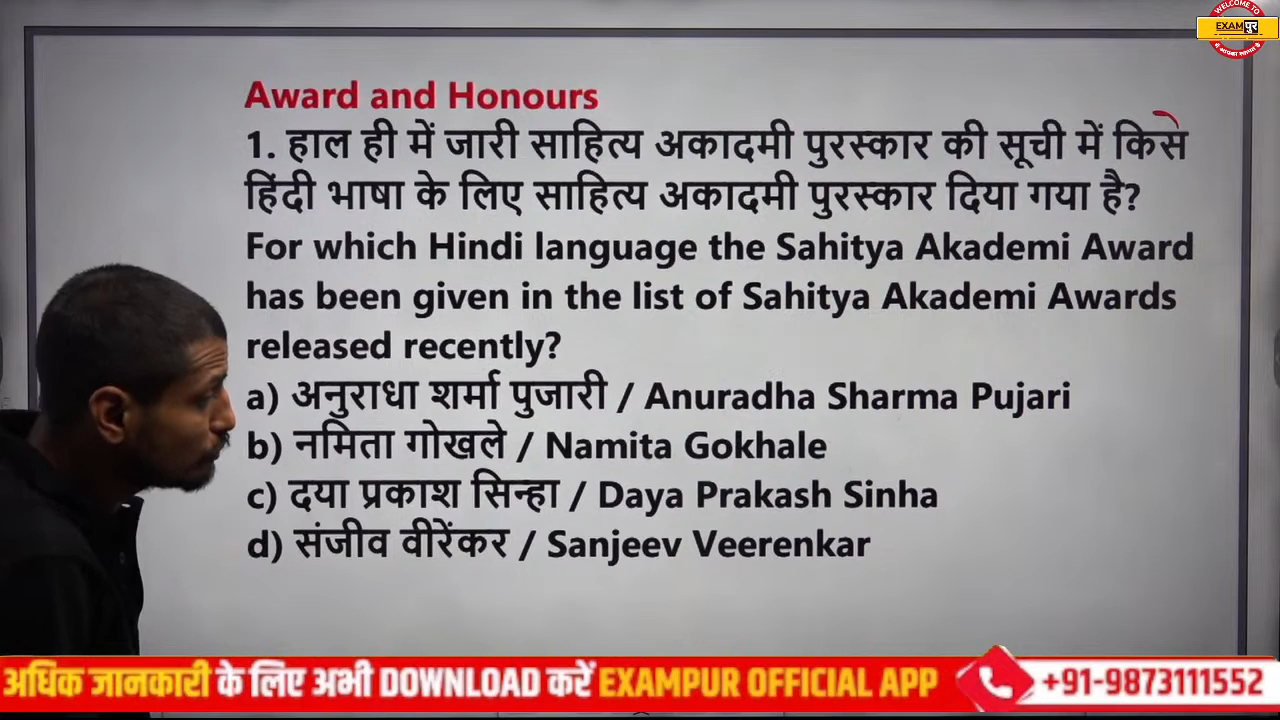 WELCOME TO
EXAMपुर
Award and Honours
1. हाल ही में जारी साहित्य अकादमी पुरस्कार की सूची में किसे
हिंदी भाषा के लिए साहित्य अकादमी पुरस्कार दिया गया है?
For which Hindi language the Sahitya Akademi Award
has been given in the list of Sahitya Akademi Awards
released recently?
a) अनुराधा शर्मा पुजारी / Anuradha Sharma Pujari
b) नमिता गोखले / Namita Gokhale
c) दया प्रकाश सिन्हा / Daya Prakash Sinha
d) संजीव वीरेंकर / Sanjeev Veerenkar
अधिक जानकारी के लिए अभी DOWNLOAD करें EXAMPUR OFFICIAL APP
+91-9873111552